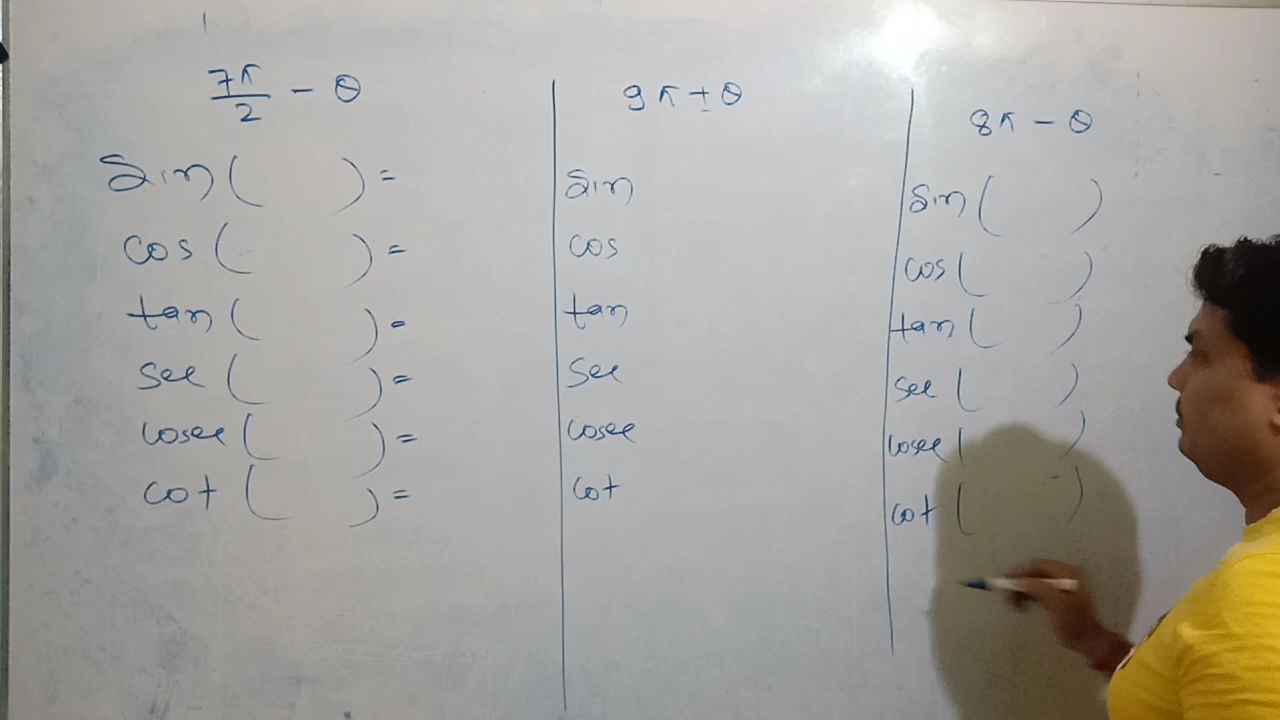 7π/2 - θ
sin( ) =
cos( ) =
tan( ) =
sec( ) =
cosec( ) =
cot( ) =
9π + θ
sin
cos
tan
sec
cosec
cot
8π - θ
sin( )
cos( )
tan( )
sec( )
cosec( )
cot( )